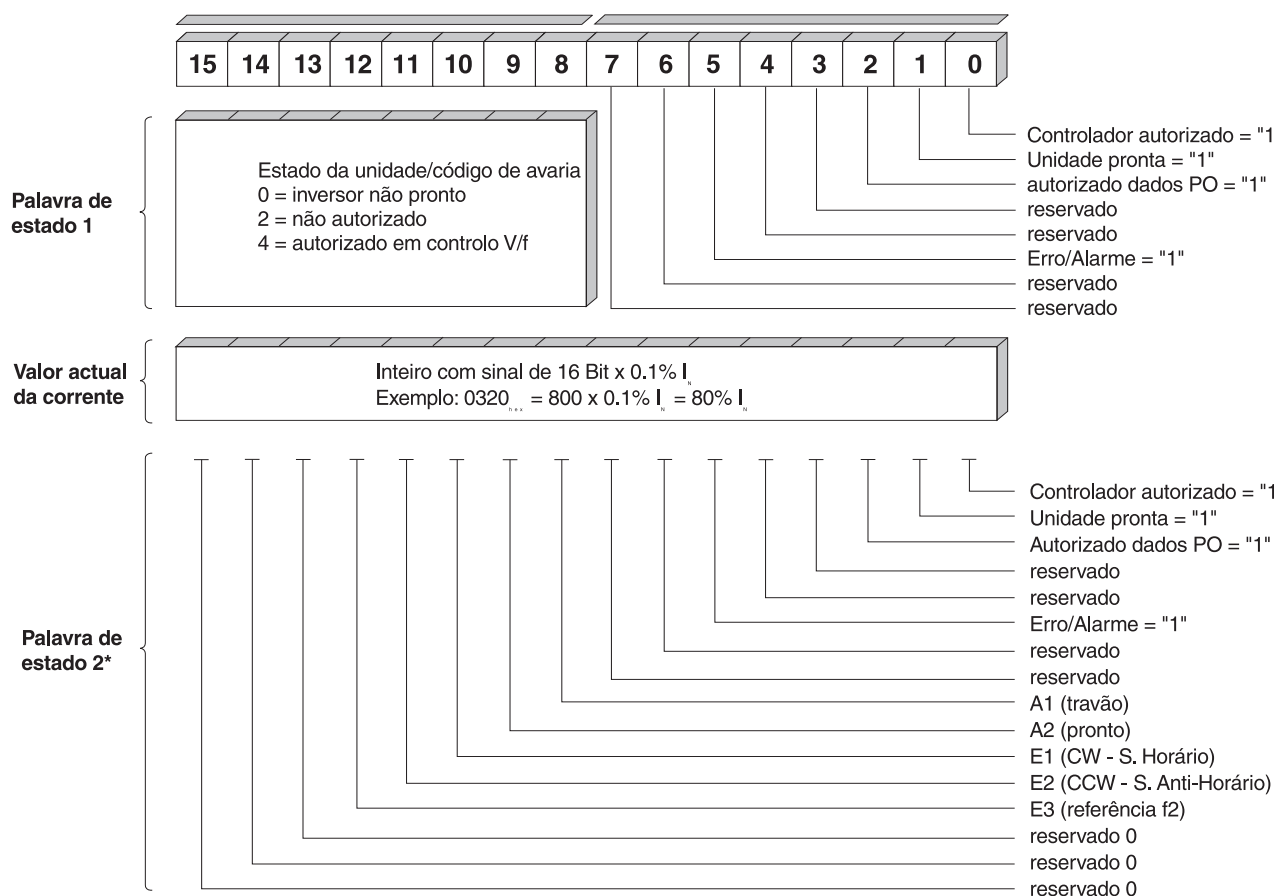 15 14 13 12 11 10 9 8 7 6 5 4 3 2 1 0
Controlador autorizado = "1
Unidade pronta = "1"
autorizado dados PO = "1"
reservado
reservado
Erro/Alarme = "1"
reservado
reservado
Palavra de
estado 1
Estado da unidade/código de avaria
0 = inversor não pronto
2 = não autorizado
4 = autorizado em controlo V/f
Valor actual
da corrente
Inteiro com sinal de 16 Bit x 0.1% I N
Exemplo: 0320 hex = 800 x 0.1% I N = 80% I N
Palavra de
estado 2*
Controlador autorizado = "1
Unidade pronta = "1"
Autorizado dados PO = "1"
reservado
reservado
Erro/Alarme = "1"
reservado
reservado
A1 (travão)
A2 (pronto)
E1 (CW - S. Horário)
E2 (CCW - S. Anti-Horário)
E3 (referência f2)
reservado 0
reservado 0
reservado 0